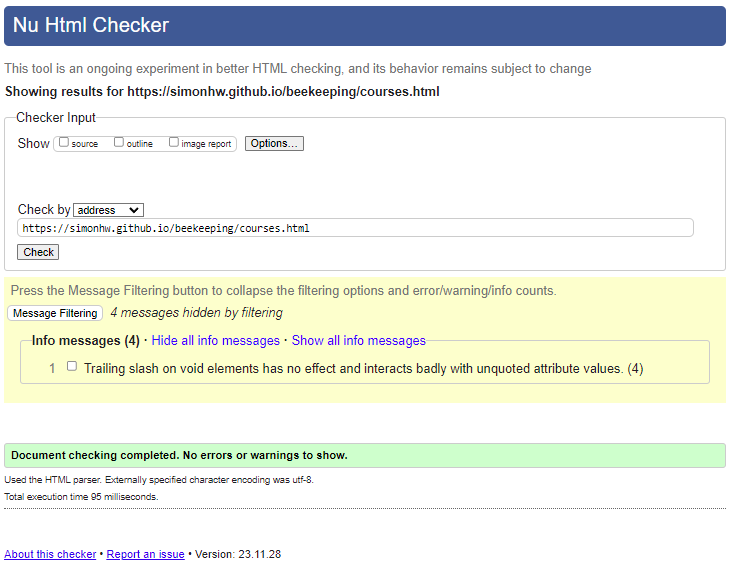 Nu Html Checker
This tool is an ongoing experiment in better HTML checking, and its behavior remains subject to change
Showing results for https://simonhw.github.io/beekeeping/courses.html
Checker Input
Show source outline image report Options...
Check by address
https://simonhw.github.io/beekeeping/courses.html
Check
Press the Message Filtering button to collapse the filtering options and error/warning/info counts.
Message Filtering 4 messages hidden by filtering
Info messages (4) · Hide all info messages · Show all info messages
1 Trailing slash on void elements has no effect and interacts badly with unquoted attribute values. (4)
Document checking completed. No errors or warnings to show.
Used the HTML parser. Externally specified character encoding was utf-8.
Total execution time 95 milliseconds.
About this checker • Report an issue • Version: 23.11.28